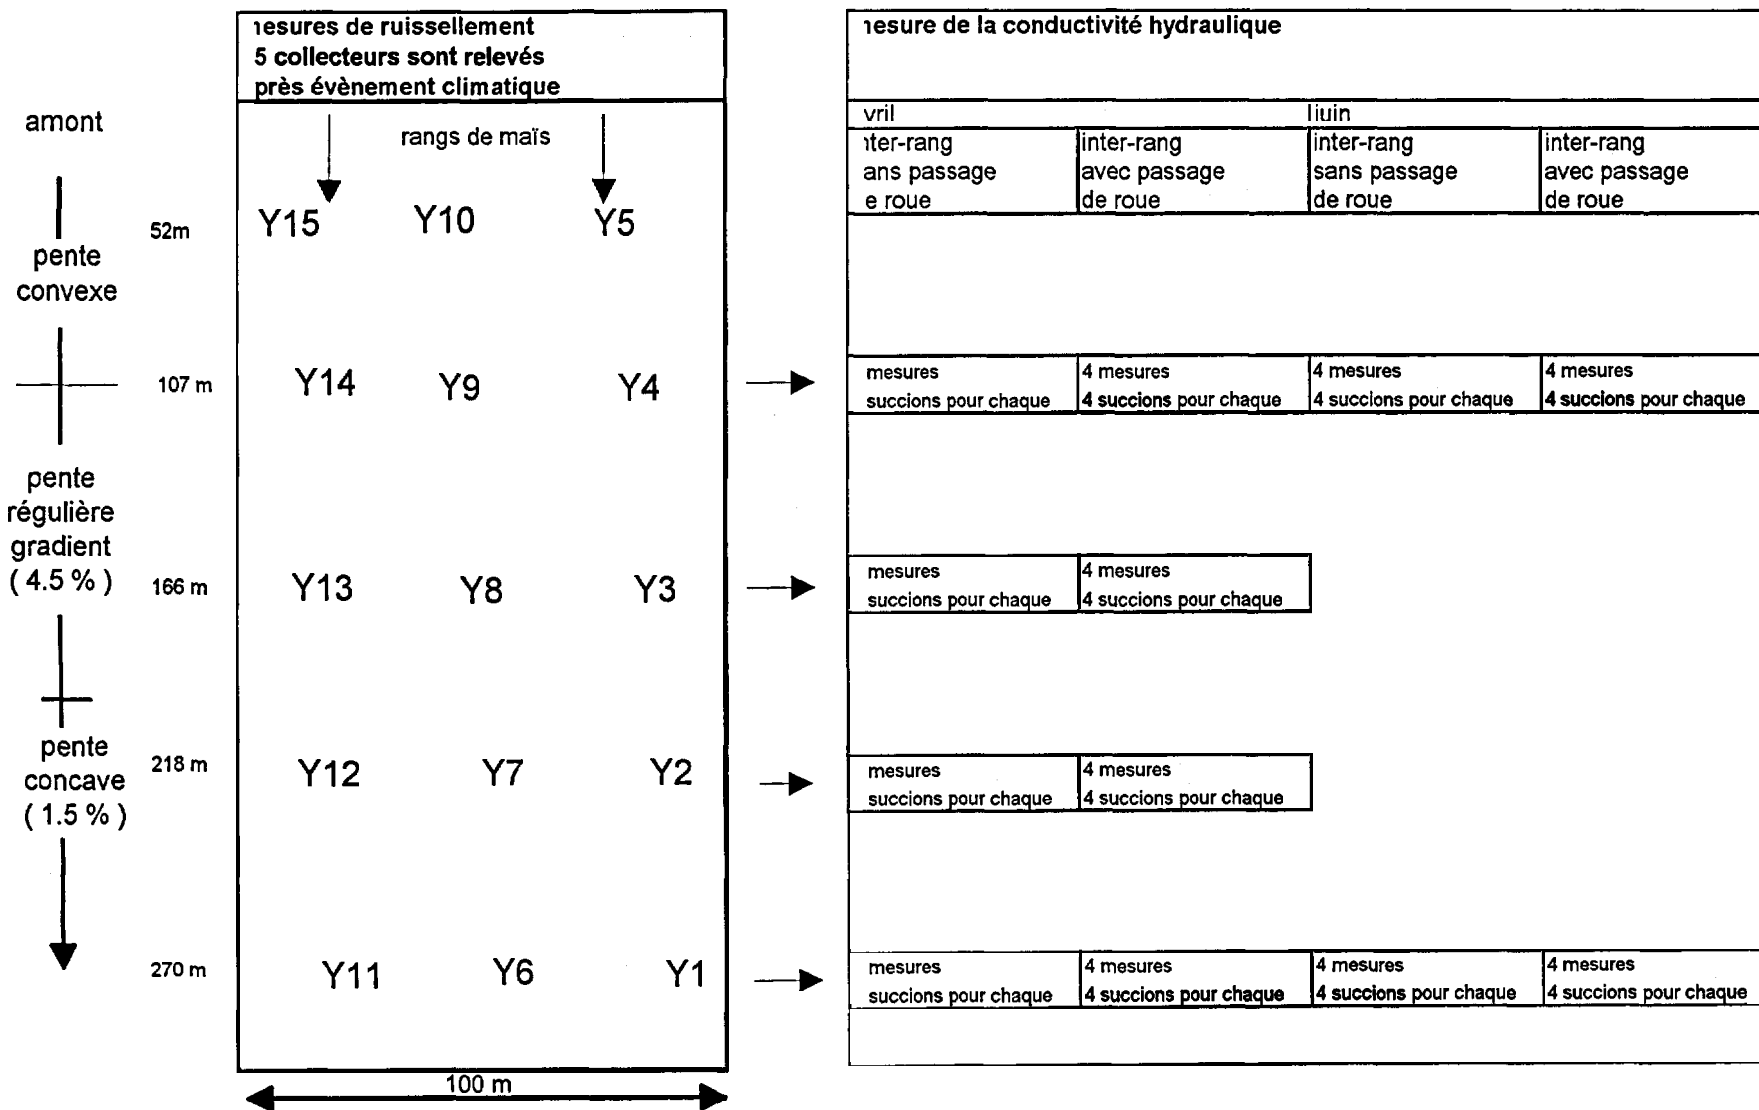 mesures de ruissellement
5 collecteurs sont relevés
près évènement climatique
rangs de maïs
amont
pente
convexe
pente
régulière
gradient
( 4.5 % )
pente
concave
( 1.5 % )
52m
Y15 Y10 Y5
107 m
Y14 Y9 Y4
166 m
Y13 Y8 Y3
218 m
Y12 Y7 Y2
270 m
Y11 Y6 Y1
100 m
mesure de la conductivité hydraulique
vril
juin
nter-rang
ans passage
e roue
inter-rang
avec passage
de roue
inter-rang
sans passage
de roue
inter-rang
avec passage
de roue
mesures
succions pour chaque
4 mesures
4 succions pour chaque
4 mesures
4 succions pour chaque
4 mesures
4 succions pour chaque
mesures
succions pour chaque
4 mesures
4 succions pour chaque
mesures
succions pour chaque
4 mesures
4 succions pour chaque
mesures
succions pour chaque
4 mesures
4 succions pour chaque
4 mesures
4 succions pour chaque
4 mesures
4 succions pour chaque